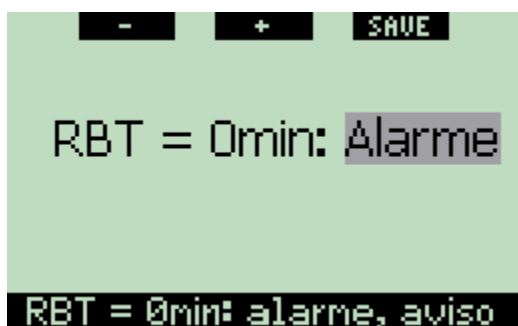 - + SAVE
RBT = 0min: Alarme
RBT = 0min: alarme, aviso